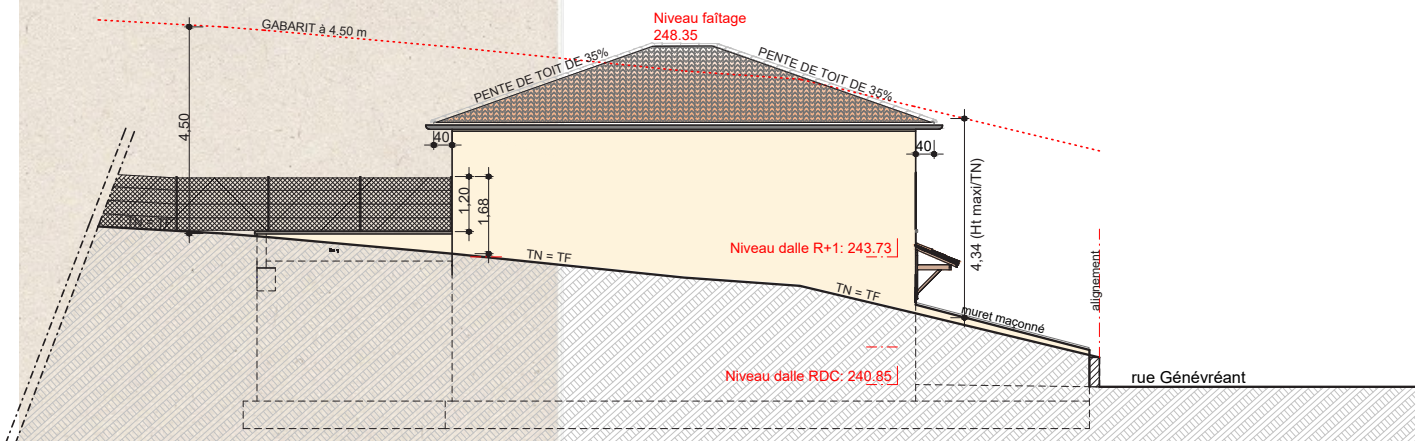 Niveau faîtage
248.35
GABARIT à 4.50 m
PENTE DE TOIT DE 35%
PENTE DE TOIT DE 35%
4,50
40
40
1,20
1,68
4,34 (Ht maxi/TN)
TN = TF
Niveau dalle R+1: 243.73
TN = TF
TN = TF
alignement
muret maçonné
Niveau dalle RDC: 240.85
rue Génévréant